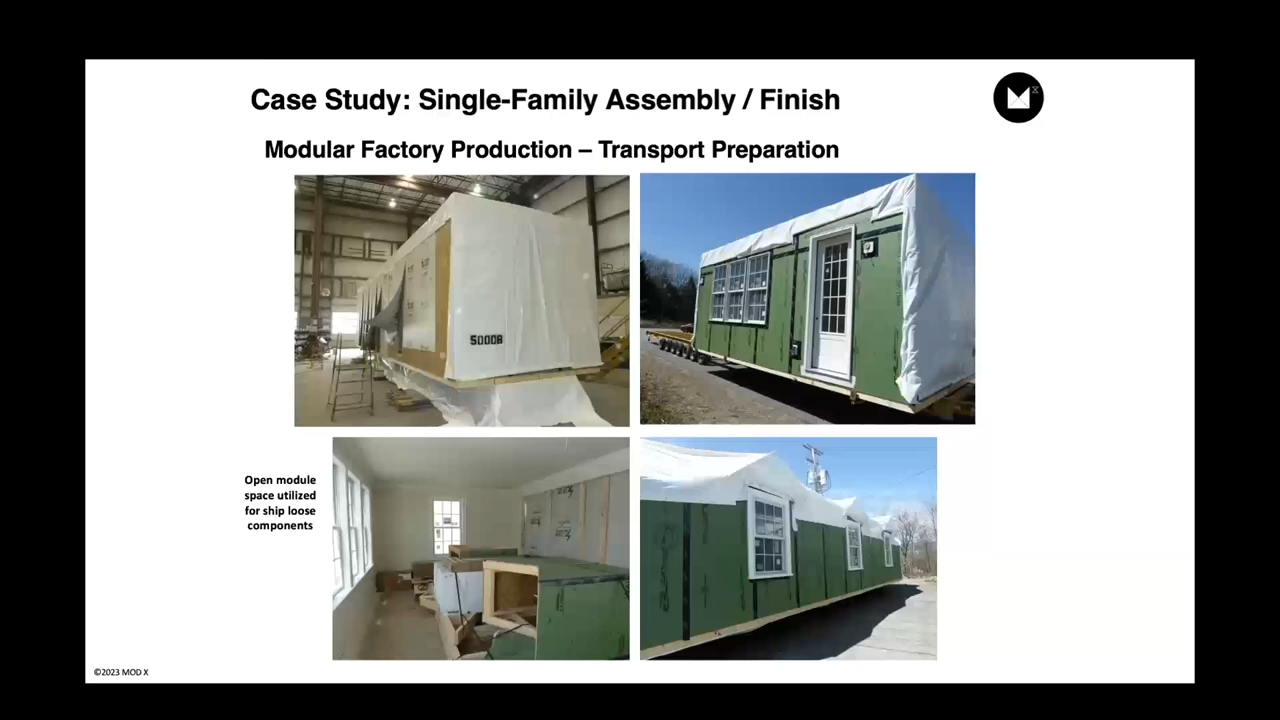 Case Study: Single-Family Assembly / Finish
Modular Factory Production – Transport Preparation
5000B
Open module
space utilized
for ship loose
components
©2023 MOD X